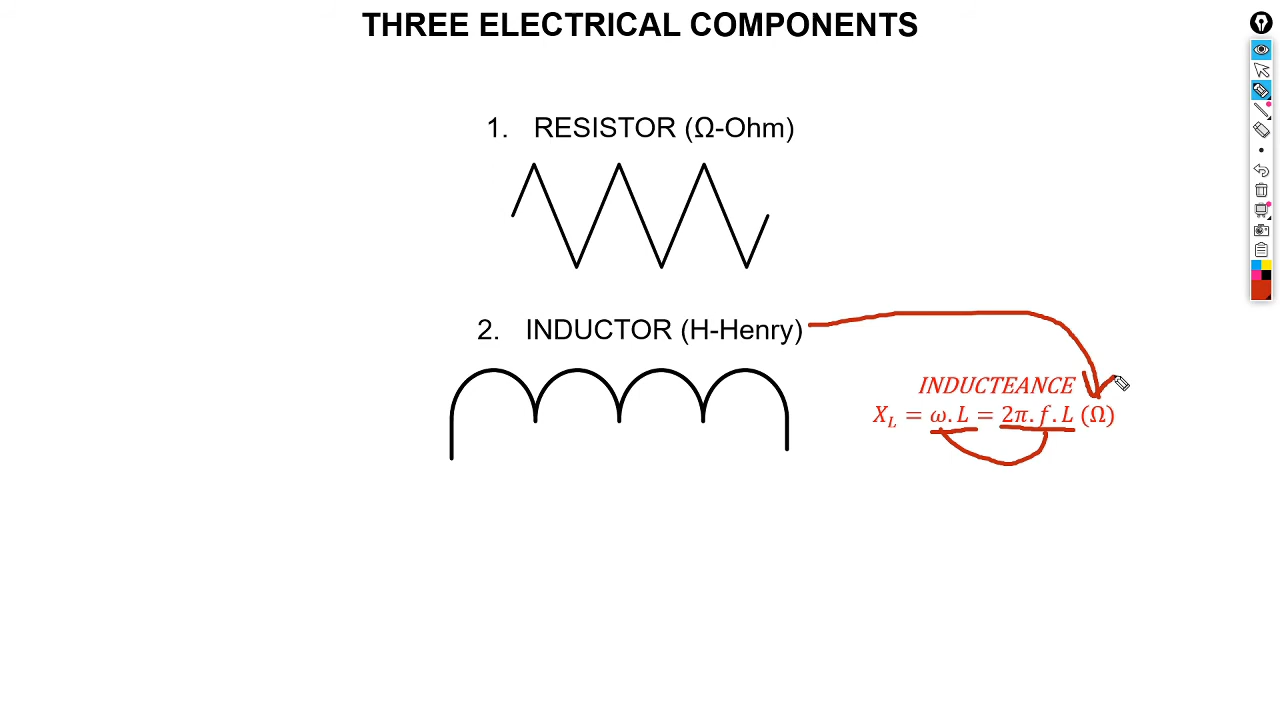 THREE ELECTRICAL COMPONENTS
1. RESISTOR (Ω-Ohm)
2. INDUCTOR (H-Henry)
INDUCTEANCE
X_L = ω. L = 2π. f. L (Ω)